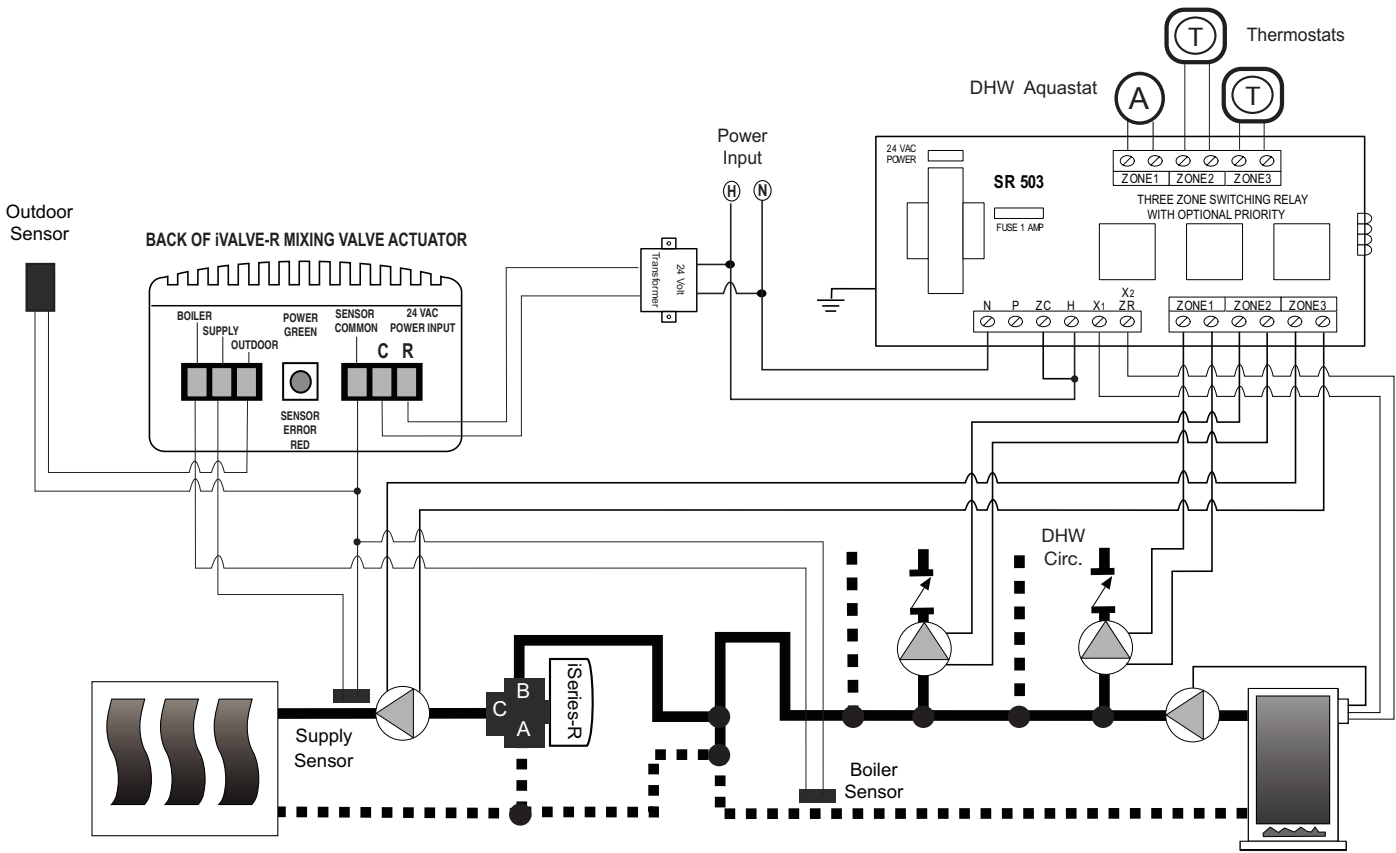 Thermostats
T
DHW Aquastat
A
T
Power
Input
H N
24 VAC
POWER
SR 503
FUSE 1 AMP
ZONE1 ZONE2 ZONE3
THREE ZONE SWITCHING RELAY
WITH OPTIONAL PRIORITY
N P ZC H X1 X2 ZR
ZONE1 ZONE2 ZONE3
Outdoor
Sensor
BACK OF iVALVE-R MIXING VALVE ACTUATOR
24 Volt
Transformer
BOILER
SUPPLY
OUTDOOR
POWER
GREEN
SENSOR
COMMON
24 VAC
POWER INPUT
C R
SENSOR
ERROR
RED
DHW
Circ.
B
C
A
iSeries-R
Supply
Sensor
Boiler
Sensor